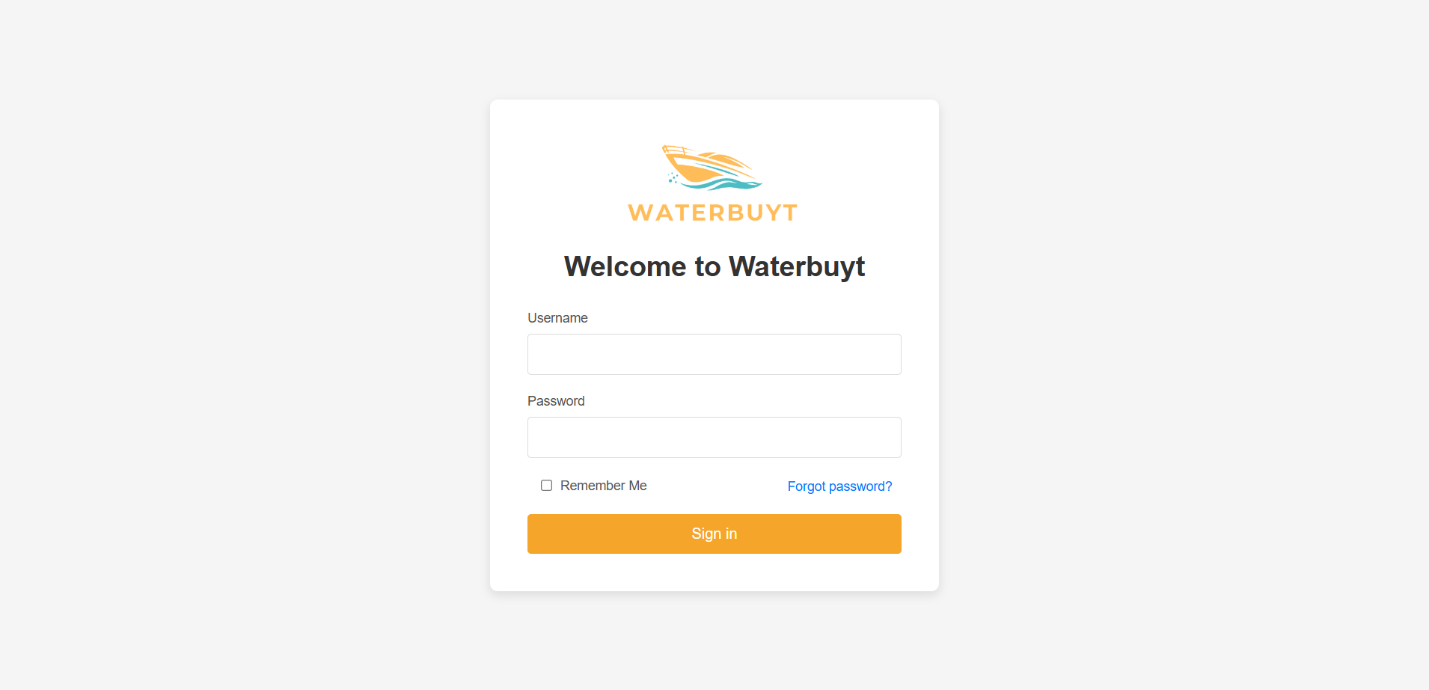 WATERBUYT
Welcome to Waterbuyt
Username
Password
Remember Me
Forgot password?
Sign in